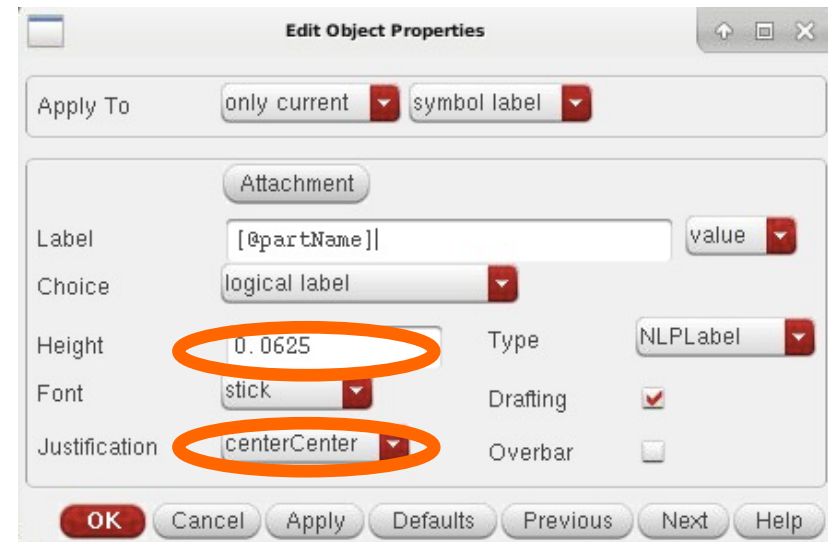 Edit Object Properties
Apply To only current symbol label
Attachment
Label [@partName] value
Choice logical label
Height 0.0625 Type NLPLabel
Font stick Drafting
Justification centerCenter Overbar
OK Cancel Apply Defaults Previous Next Help